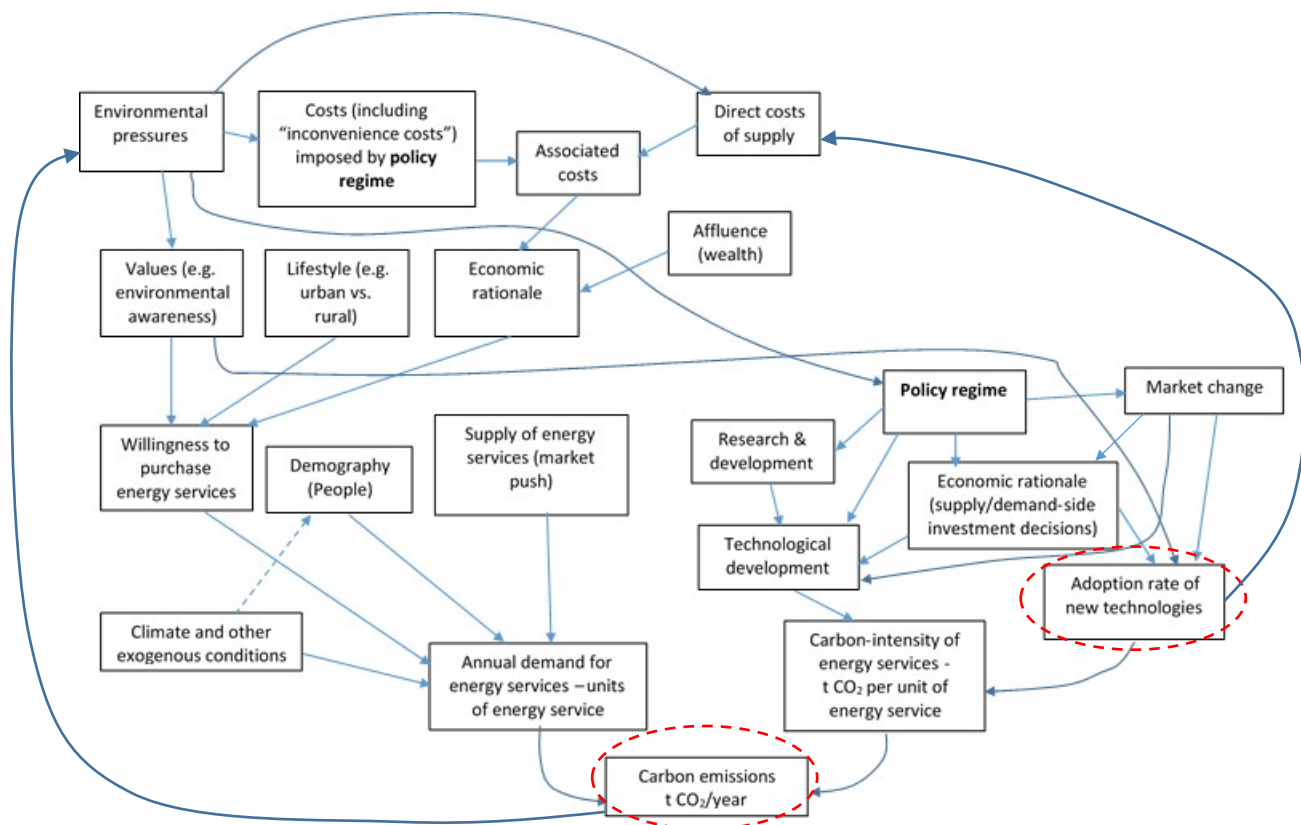 Environmental
pressures
Costs (including
“inconvenience costs”)
imposed by policy
regime
Associated
costs
Direct costs
of supply
Affluence
(wealth)
Values (e.g.
environmental
awareness)
Lifestyle (e.g.
urban vs.
rural)
Economic
rationale
Policy regime
Market change
Willingness to
purchase
energy services
Demography
(People)
Supply of energy
services (market
push)
Research &
development
Economic rationale
(supply/demand-side
investment decisions)
Technological
development
Adoption rate of
new technologies
Climate and other
exogenous conditions
Annual demand for
energy services – units
of energy service
Carbon-intensity of
energy services -
t CO₂ per unit of
energy service
Carbon emissions
t CO₂/year